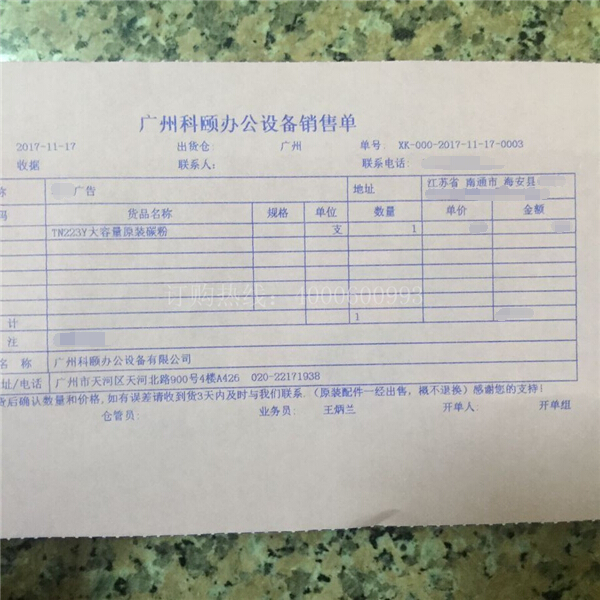 广州科颐办公设备销售单
2017-11-17 出货仓: 广州 单号: XK-000-2017-11-17-0003
收据 联系人: 联系电话:
称 广告 地址 江苏省 南通市 海安县
码 货品名称 规格 单位 数量 单价 金额
TN223Y大容量原装碳粉 支 1
订购热线: 4000600993
计 1
注
名 称 广州科颐办公设备有限公司
址/电话 广州市天河区天河北路900号4楼A426 020-22171938
货后确认数量和价格,如有误差请收到货3天内及时与我们联系.(原装配件一经出售,概不退换)感谢您的支持!
仓管员: 业务员: 王炳兰 开单人: 开单组